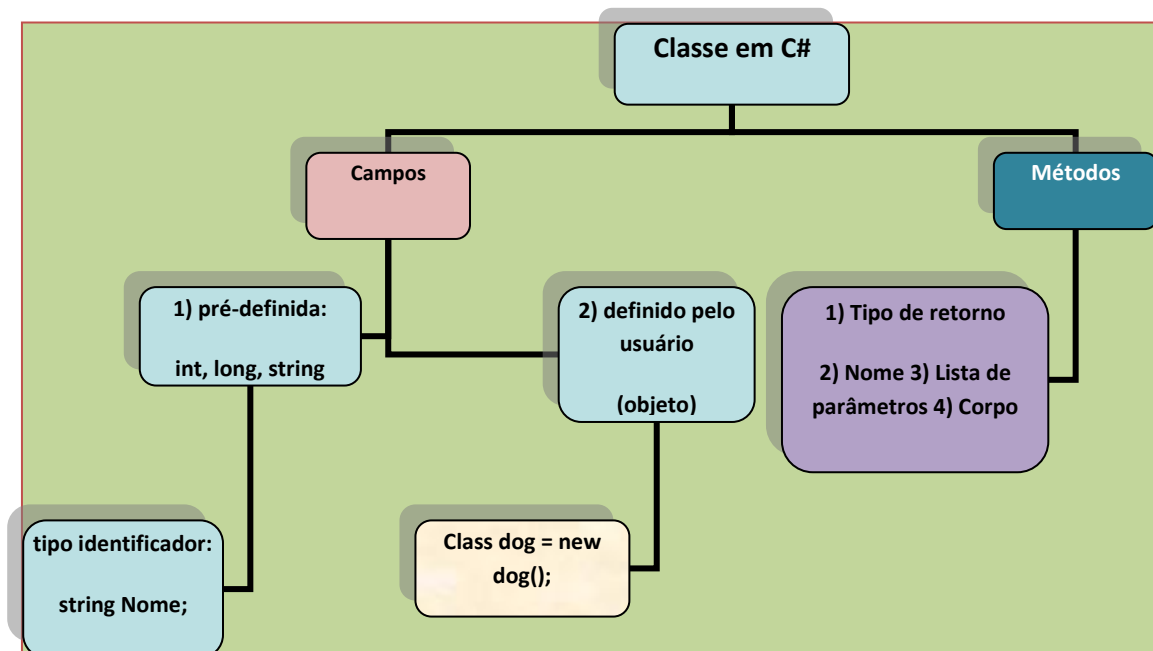 Classe em C#
Campos
Métodos
1) pré-definida:
int, long, string
2) definido pelo
usuário
(objeto)
1) Tipo de retorno
2) Nome 3) Lista de
parâmetros 4) Corpo
tipo identificador:
string Nome;
Class dog = new
dog();